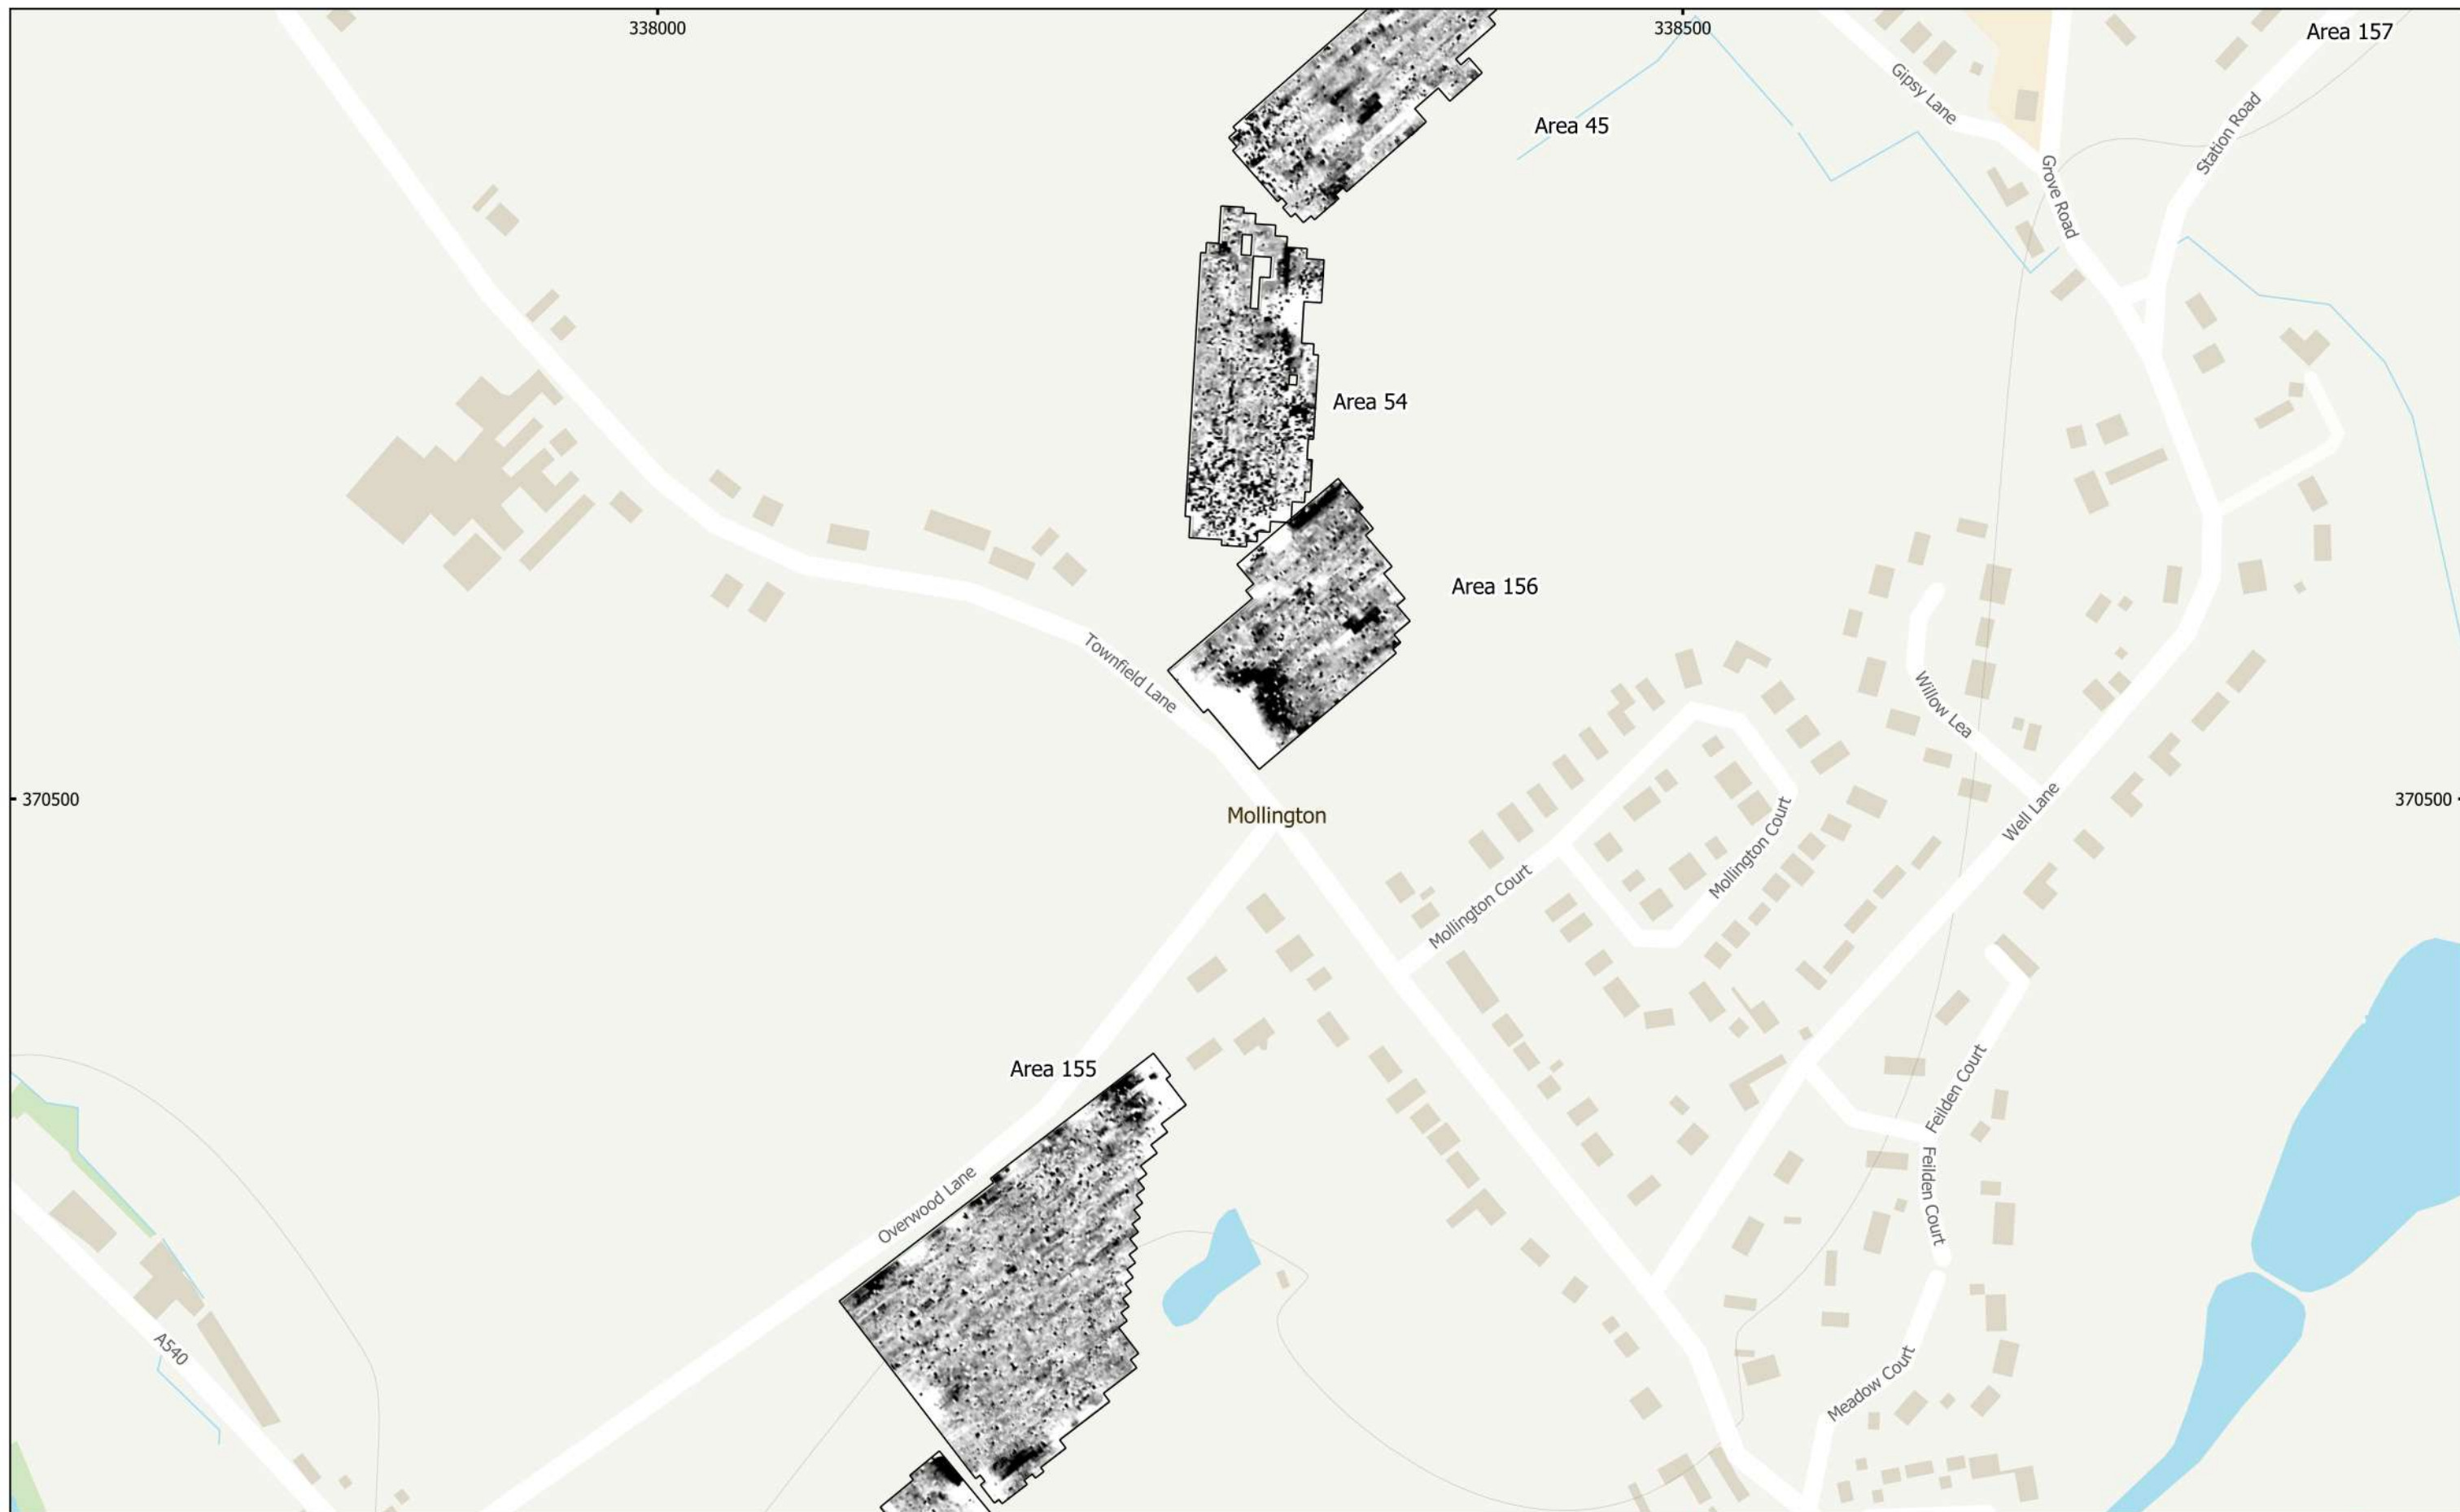 338000
338500
Area 157
Gipsy Lane
Station Road
Area 45
Grove Road
Area 54
Area 156
Townfield Lane
Willow Lea
370500
370500
Mollington
Well Lane
Mollington Court
Mollington Court
Area 155
Feilden Court
Overwood Lane
Feilden Court
A540
Meadow Court